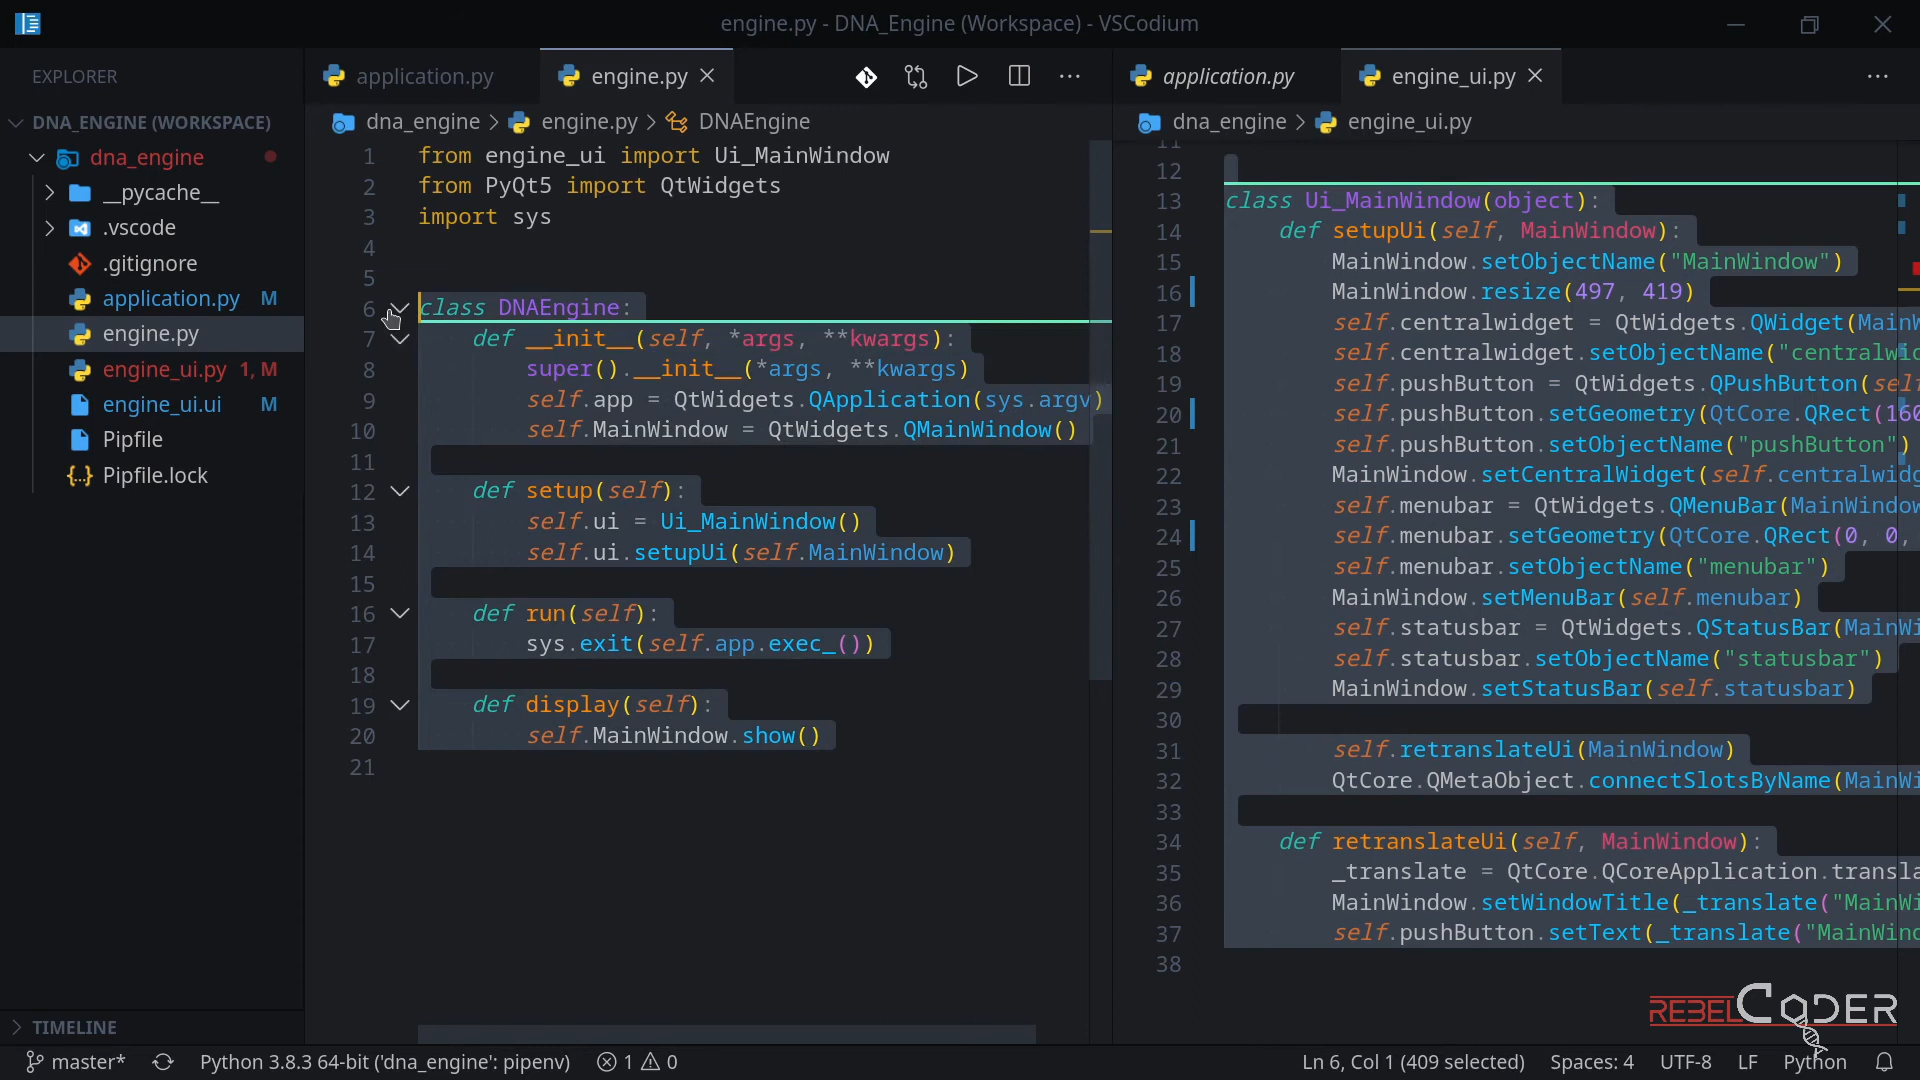 engine.py - DNA_Engine (Workspace) - VSCodium
EXPLORER
DNA_ENGINE (WORKSPACE)
dna_engine
__pycache__
.vscode
.gitignore
application.py M
engine.py
engine_ui.py 1, M
engine_ui.ui M
Pipfile
Pipfile.lock
TIMELINE
application.py
engine.py
dna_engine > engine.py > DNAEngine
1 from engine_ui import Ui_MainWindow
2 from PyQt5 import QtWidgets
3 import sys
4
5
6 class DNAEngine:
7 def __init__(self, *args, **kwargs):
8 super().__init__(*args, **kwargs)
9 self.app = QtWidgets.QApplication(sys.argv)
10 self.MainWindow = QtWidgets.QMainWindow()
11
12 def setup(self):
13 self.ui = Ui_MainWindow()
14 self.ui.setupUi(self.MainWindow)
15
16 def run(self):
17 sys.exit(self.app.exec_())
18
19 def display(self):
20 self.MainWindow.show()
21
application.py
engine_ui.py
dna_engine > engine_ui.py
11
12
13 class Ui_MainWindow(object):
14 def setupUi(self, MainWindow):
15 MainWindow.setObjectName("MainWindow")
16 MainWindow.resize(497, 419)
17 self.centralwidget = QtWidgets.QWidget(MainW
18 self.centralwidget.setObjectName("centralwid
19 self.pushButton = QtWidgets.QPushButton(self
20 self.pushButton.setGeometry(QtCore.QRect(160
21 self.pushButton.setObjectName("pushButton")
22 MainWindow.setCentralWidget(self.centralwidg
23 self.menubar = QtWidgets.QMenuBar(MainWindow
24 self.menubar.setGeometry(QtCore.QRect(0, 0,
25 self.menubar.setObjectName("menubar")
26 MainWindow.setMenuBar(self.menubar)
27 self.statusbar = QtWidgets.QStatusBar(MainWi
28 self.statusbar.setObjectName("statusbar")
29 MainWindow.setStatusBar(self.statusbar)
30
31 self.retranslateUi(MainWindow)
32 QtCore.QMetaObject.connectSlotsByName(MainWi
33
34 def retranslateUi(self, MainWindow):
35 _translate = QtCore.QCoreApplication.transla
36 MainWindow.setWindowTitle(_translate("MainWi
37 self.pushButton.setText(_translate("MainWind
38
REBELCODER
master* Python 3.8.3 64-bit ('dna_engine': pipenv) 1 0 Ln 6, Col 1 (409 selected) Spaces: 4 UTF-8 LF Python